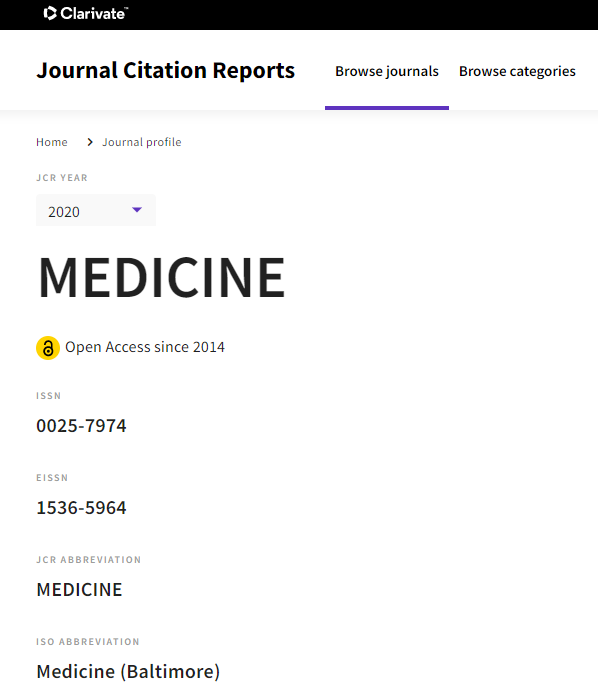 Clarivate™
Journal Citation Reports Browse journals Browse categories
Home > Journal profile
JCR YEAR
2020
MEDICINE
Open Access since 2014
ISSN
0025-7974
EISSN
1536-5964
JCR ABBREVIATION
MEDICINE
ISO ABBREVIATION
Medicine (Baltimore)